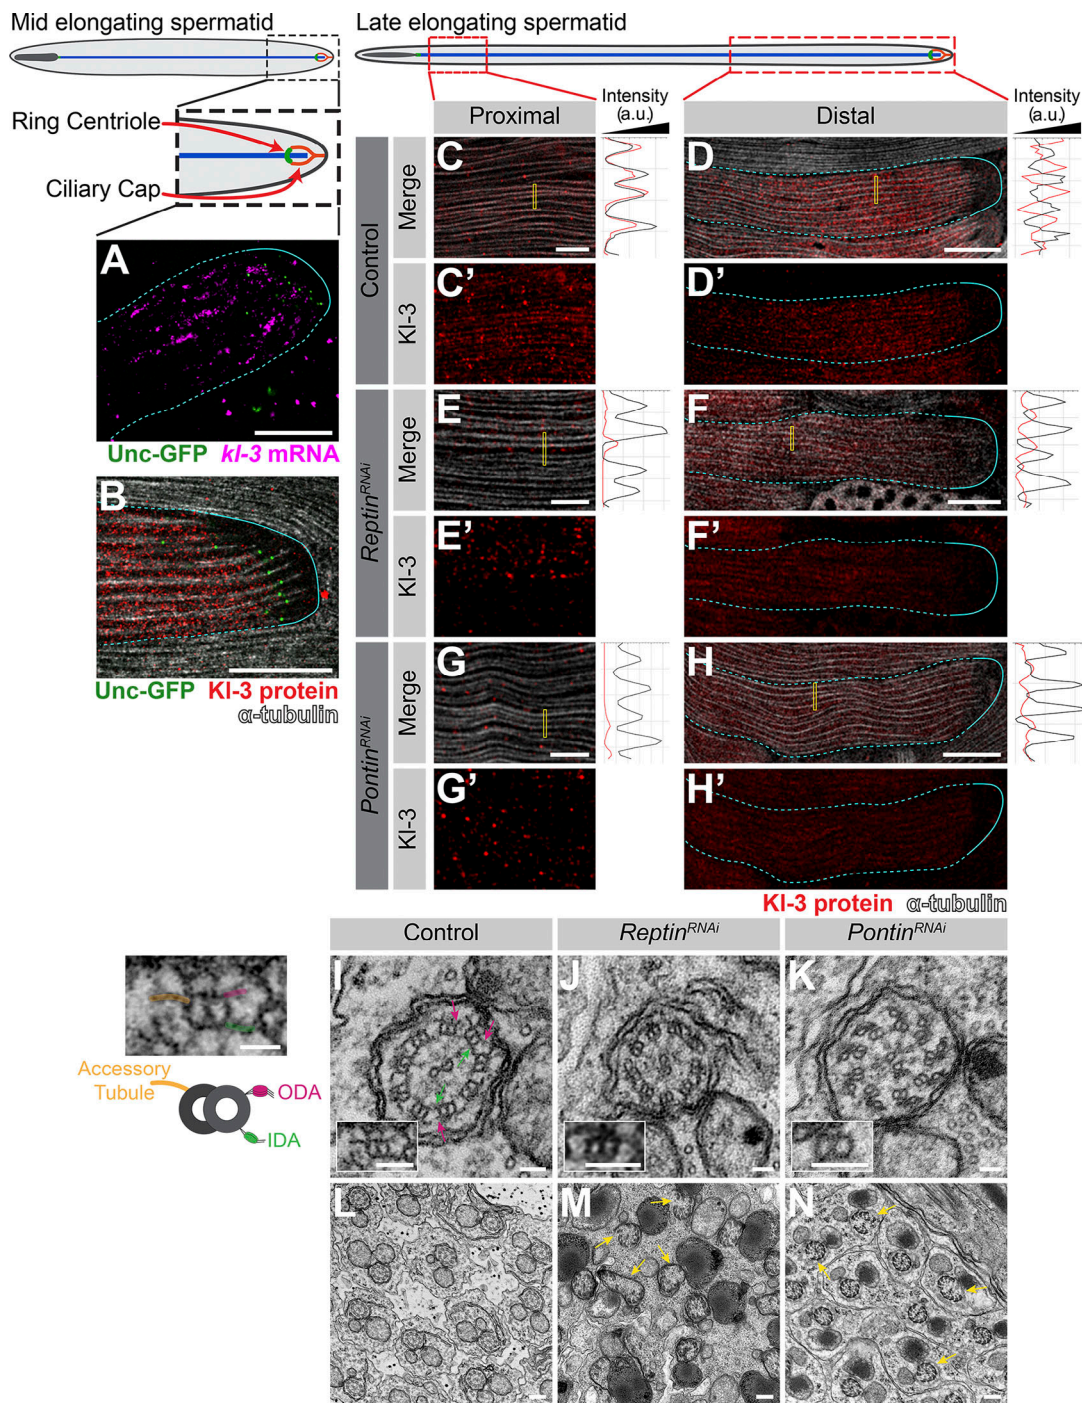 Mid elongating spermatid
Late elongating spermatid
Ring Centriole
Ciliary Cap
Proximal
Intensity
(a.u.)
Distal
Intensity
(a.u.)
A
Unc-GFP kl-3 mRNA
B
Unc-GFP Kl-3 protein
α-tubulin
Control
Merge
C
D
Kl-3
C’
D’
Reptin^RNAi
Merge
E
F
Kl-3
E’
F’
Pontin^RNAi
Merge
G
H
Kl-3
G’
H’
Kl-3 protein α-tubulin
Control
Reptin^RNAi
Pontin^RNAi
Accessory
Tubule
ODA
IDA
I
J
K
L
M
N